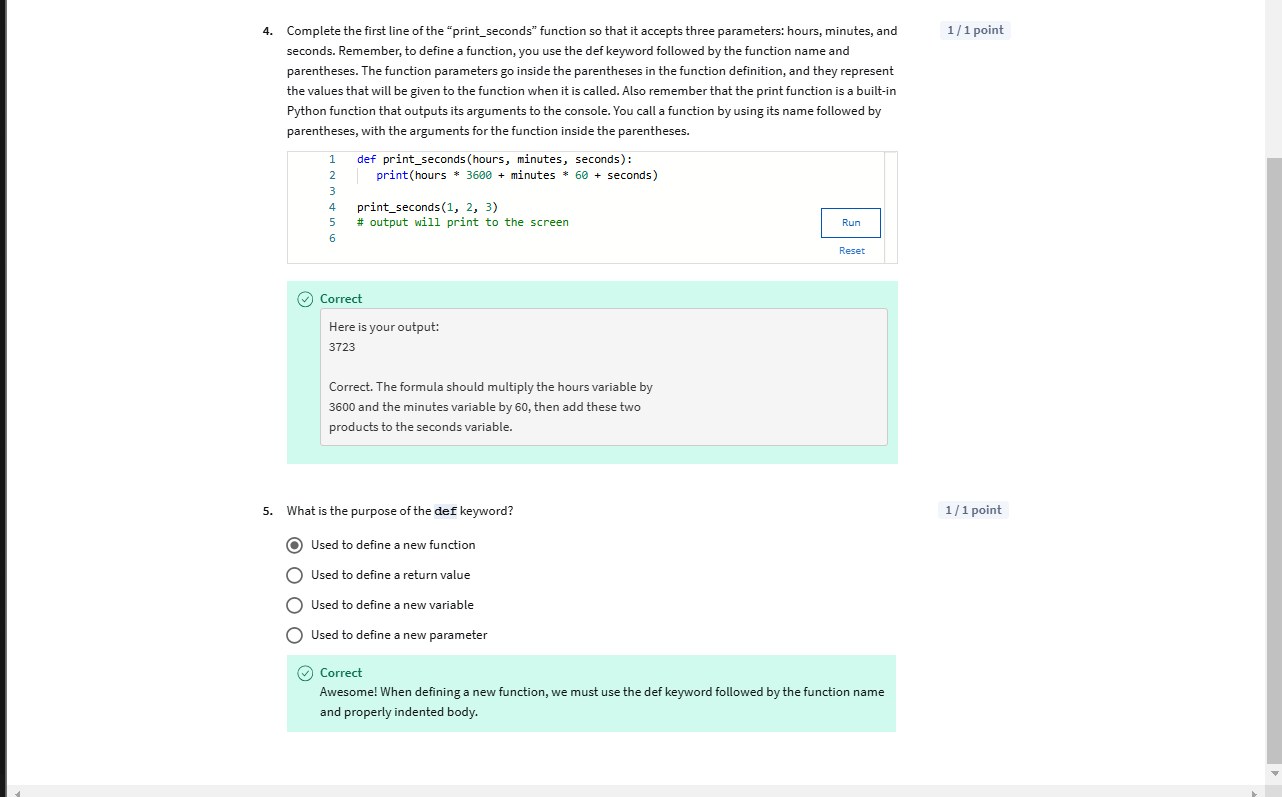 4. Complete the first line of the “print_seconds” function so that it accepts three parameters: hours, minutes, and
1 / 1 point
seconds. Remember, to define a function, you use the def keyword followed by the function name and
parentheses. The function parameters go inside the parentheses in the function definition, and they represent
the values that will be given to the function when it is called. Also remember that the print function is a built-in
Python function that outputs its arguments to the console. You call a function by using its name followed by
parentheses, with the arguments for the function inside the parentheses.
1 def print_seconds(hours, minutes, seconds):
2 print(hours * 3600 + minutes * 60 + seconds)
3
4 print_seconds(1, 2, 3)
5 # output will print to the screen
6
Run
Reset
Correct
Here is your output:
3723
Correct. The formula should multiply the hours variable by
3600 and the minutes variable by 60, then add these two
products to the seconds variable.
5. What is the purpose of the def keyword?
1 / 1 point
Used to define a new function
Used to define a return value
Used to define a new variable
Used to define a new parameter
Correct
Awesome! When defining a new function, we must use the def keyword followed by the function name
and properly indented body.